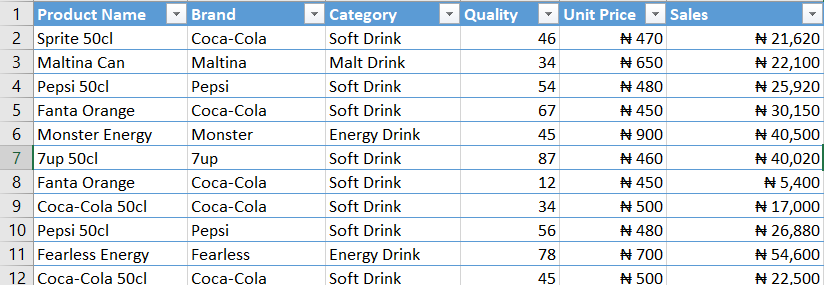 1 Product Name Brand Category Quality Unit Price Sales
2 Sprite 50cl Coca-Cola Soft Drink 46 ₦ 470 ₦ 21,620
3 Maltina Can Maltina Malt Drink 34 ₦ 650 ₦ 22,100
4 Pepsi 50cl Pepsi Soft Drink 54 ₦ 480 ₦ 25,920
5 Fanta Orange Coca-Cola Soft Drink 67 ₦ 450 ₦ 30,150
6 Monster Energy Monster Energy Drink 45 ₦ 900 ₦ 40,500
7 7up 50cl 7up Soft Drink 87 ₦ 460 ₦ 40,020
8 Fanta Orange Coca-Cola Soft Drink 12 ₦ 450 ₦ 5,400
9 Coca-Cola 50cl Coca-Cola Soft Drink 34 ₦ 500 ₦ 17,000
10 Pepsi 50cl Pepsi Soft Drink 56 ₦ 480 ₦ 26,880
11 Fearless Energy Fearless Energy Drink 78 ₦ 700 ₦ 54,600
12 Coca-Cola 50cl Coca-Cola Soft Drink 45 ₦ 500 ₦ 22,500